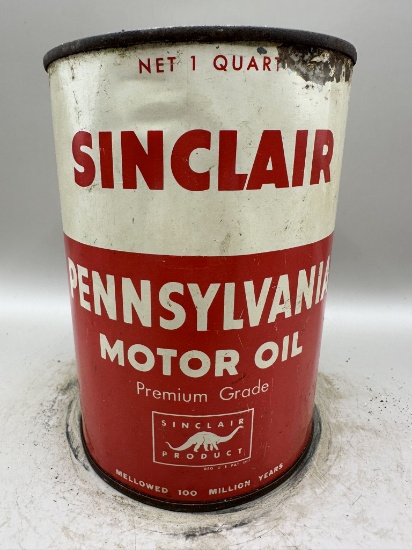 NET 1 QUART
SINCLAIR
PENNSYLVANIA
MOTOR OIL
Premium Grade
SINCLAIR
PRODUCT
MELLOWED 100 MILLION YEARS